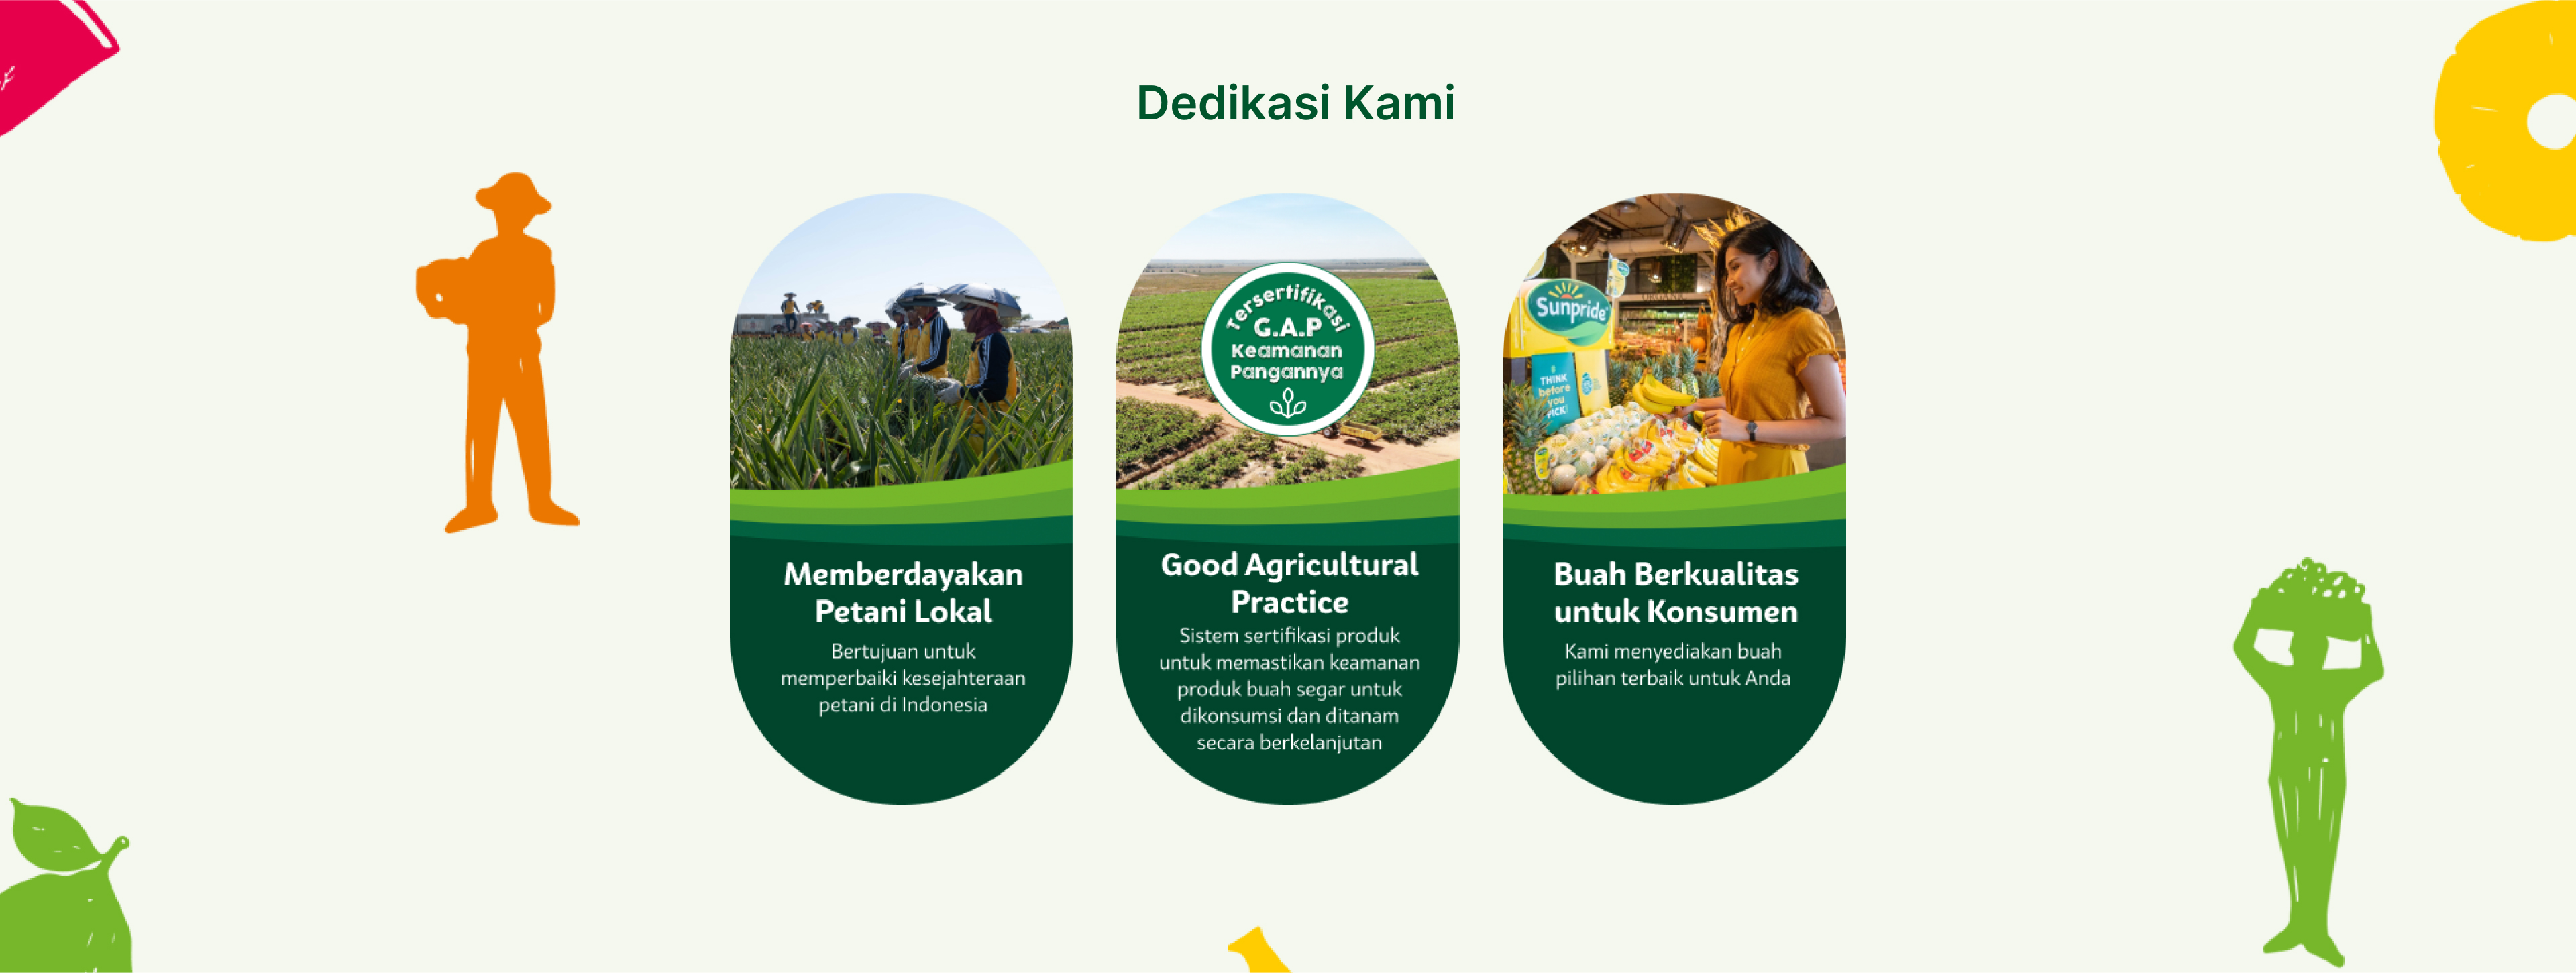 Dedikasi Kami
Tersertifikasi
G.A.P
Keamanan
Pangannya
Sunpride
THINK
before
you
PICK!
Memberdayakan
Petani Lokal
Bertujuan untuk
memperbaiki kesejahteraan
petani di Indonesia
Good Agricultural
Practice
Sistem sertifikasi produk
untuk memastikan keamanan
produk buah segar untuk
dikonsumsi dan ditanam
secara berkelanjutan
Buah Berkualitas
untuk Konsumen
Kami menyediakan buah
pilihan terbaik untuk Anda